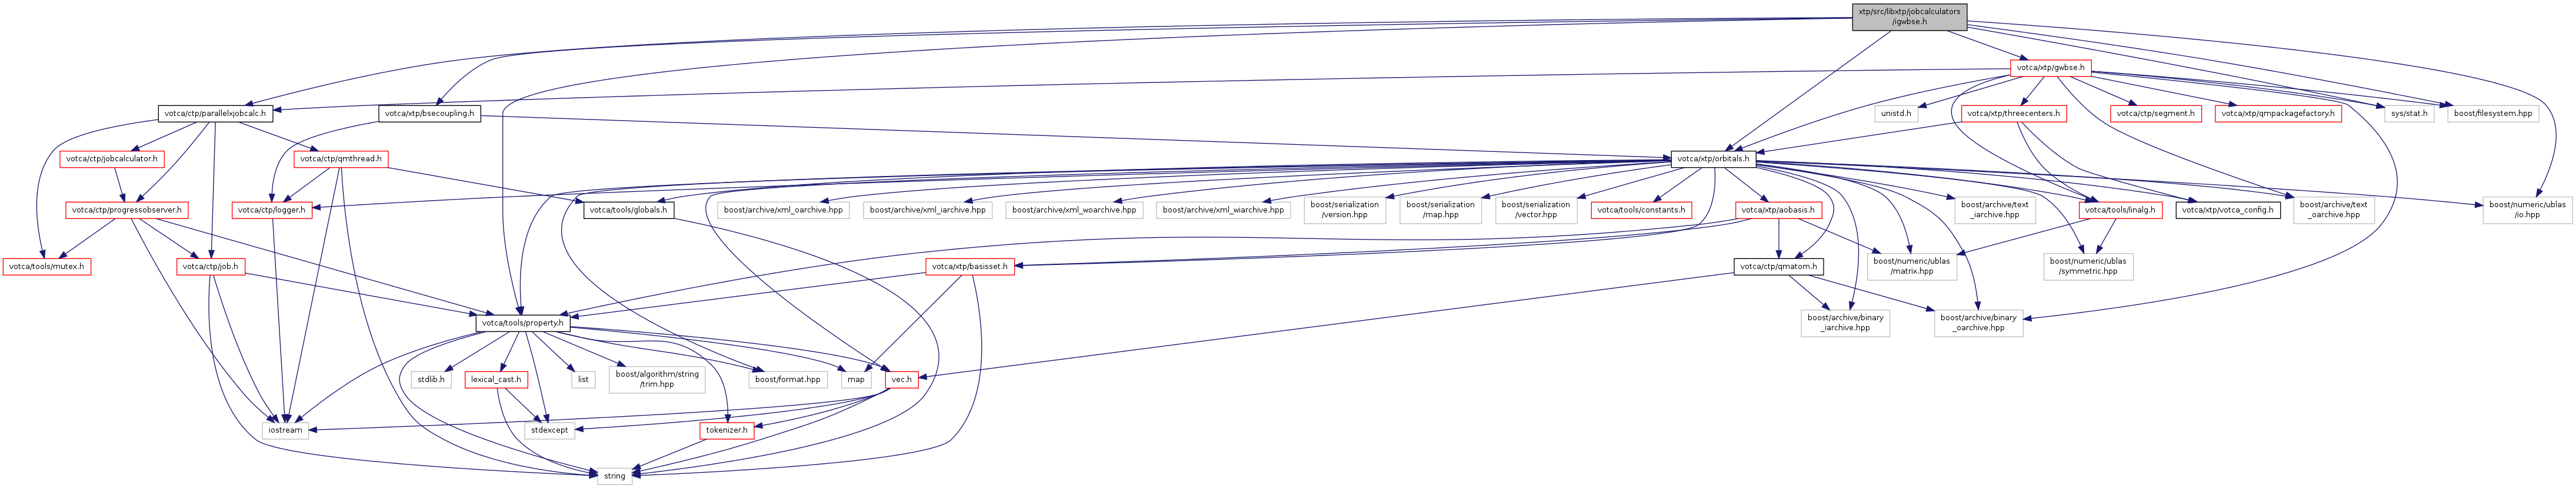 xtp/src/libxtp/jobcalculators
/igwbse.h
votca/xtp/gwbse.h
votca/ctp/parallelxjobcalc.h
votca/xtp/bsecoupling.h
unistd.h
votca/xtp/threecenters.h
votca/ctp/segment.h
votca/xtp/qmpackagefactory.h
sys/stat.h
boost/filesystem.hpp
votca/ctp/jobcalculator.h
votca/ctp/qmthread.h
votca/xtp/orbitals.h
votca/ctp/progressobserver.h
votca/ctp/logger.h
votca/tools/globals.h
boost/archive/xml_oarchive.hpp
boost/archive/xml_iarchive.hpp
boost/archive/xml_woarchive.hpp
boost/archive/xml_wiarchive.hpp
boost/serialization
/version.hpp
boost/serialization
/map.hpp
boost/serialization
/vector.hpp
votca/tools/constants.h
votca/xtp/aobasis.h
boost/archive/text
_iarchive.hpp
votca/tools/linalg.h
votca/xtp/votca_config.h
boost/archive/text
_oarchive.hpp
boost/numeric/ublas
/io.hpp
votca/tools/mutex.h
votca/ctp/job.h
votca/xtp/basisset.h
votca/ctp/qmatom.h
boost/numeric/ublas
/matrix.hpp
boost/numeric/ublas
/symmetric.hpp
votca/tools/property.h
boost/archive/binary
_iarchive.hpp
boost/archive/binary
_oarchive.hpp
stdlib.h
lexical_cast.h
list
boost/algorithm/string
/trim.hpp
boost/format.hpp
map
vec.h
iostream
stdexcept
tokenizer.h
string